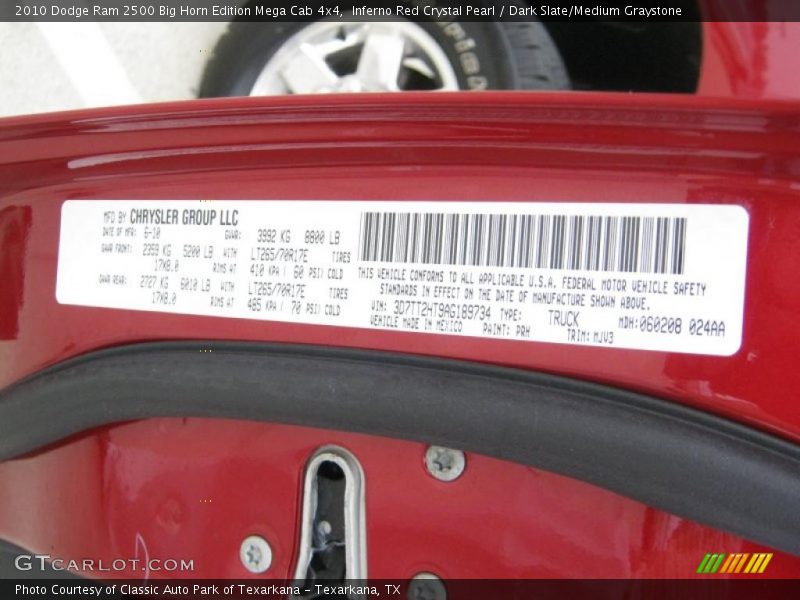 2010 Dodge Ram 2500 Big Horn Edition Mega Cab 4x4, Inferno Red Crystal Pearl / Dark Slate/Medium Graystone
MFD BY CHRYSLER GROUP LLC
DATE OF MFR: 6-10 GVWR: 3992 KG 8800 LB
GAWR FRONT: 2359 KG 5200 LB WITH LT265/70R17E TIRES
17X8.0 RIMS AT 410 KPA ( 60 PSI) COLD
GAWR REAR: 2727 KG 6010 LB WITH LT265/70R17E TIRES
17X8.0 RIMS AT 485 KPA ( 70 PSI) COLD
THIS VEHICLE CONFORMS TO ALL APPLICABLE U.S.A. FEDERAL MOTOR VEHICLE SAFETY
STANDARDS IN EFFECT ON THE DATE OF MANUFACTURE SHOWN ABOVE.
VIN: 3D7TT2HT9AG189734 TYPE: TRUCK MDH: 060208 024AA
VEHICLE MADE IN MEXICO PAINT: PRH TRIM: MJV3
GTCARLOT.COM
Photo Courtesy of Classic Auto Park of Texarkana – Texarkana, TX